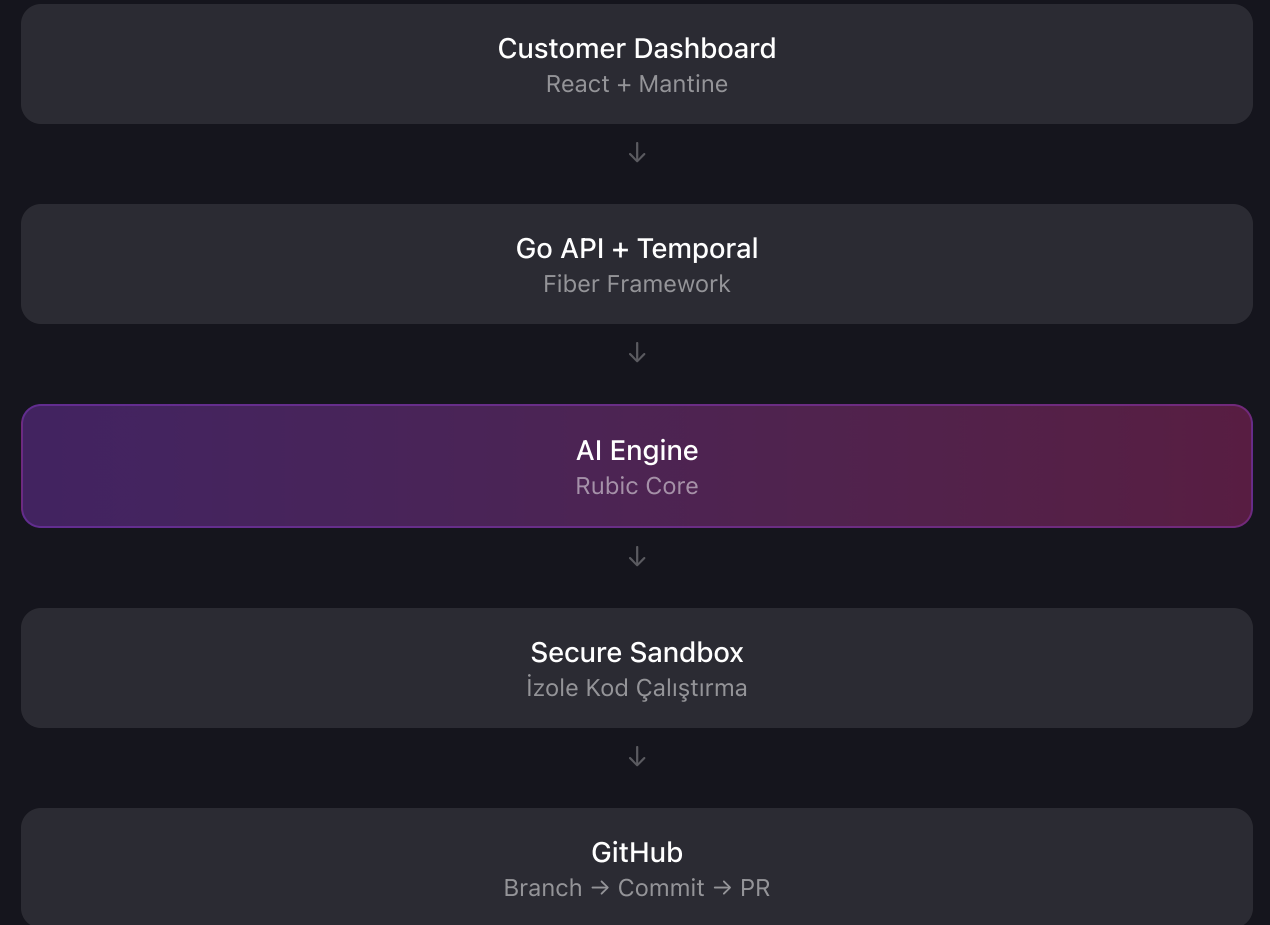 Customer Dashboard
React + Mantine
↓
Go API + Temporal
Fiber Framework
↓
AI Engine
Rubic Core
↓
Secure Sandbox
İzole Kod Çalıştırma
↓
GitHub
Branch → Commit → PR